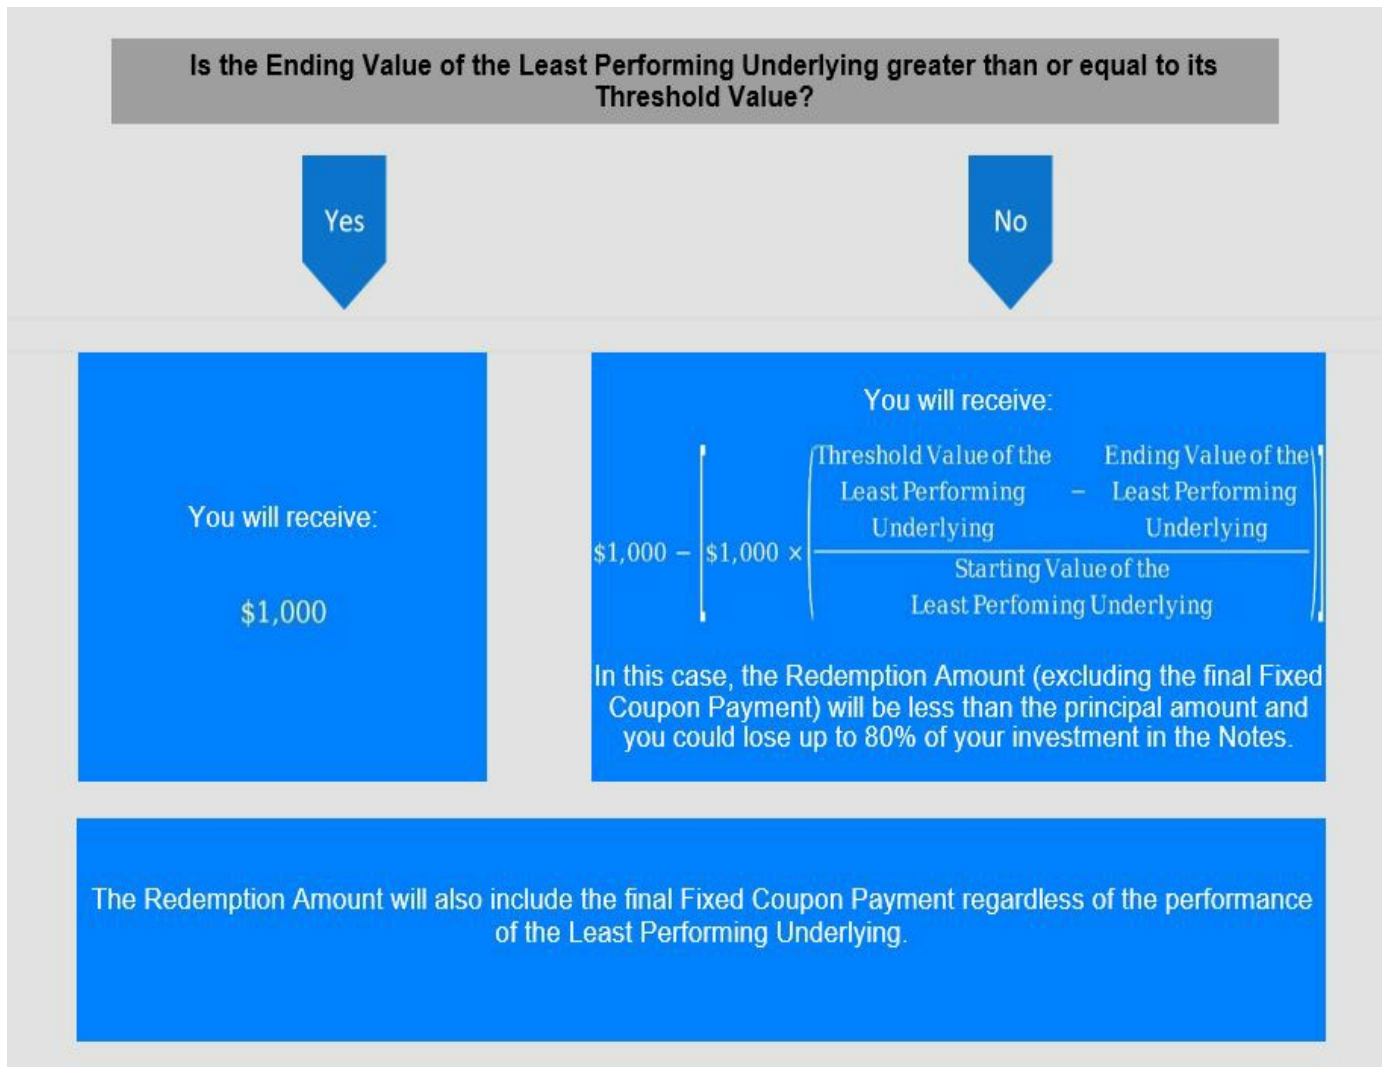 Is the Ending Value of the Least Performing Underlying greater than or equal to its
Threshold Value?
Yes
No
You will receive:
$1,000
You will receive:
Threshold Value of the
Least Performing
Underlying
−
Ending Value of the
Least Performing
Underlying
$1,000 − [$1,000 ×
Starting Value of the
Least Perfoming Underlying
In this case, the Redemption Amount (excluding the final Fixed
Coupon Payment) will be less than the principal amount and
you could lose up to 80% of your investment in the Notes.
The Redemption Amount will also include the final Fixed Coupon Payment regardless of the performance
of the Least Performing Underlying.